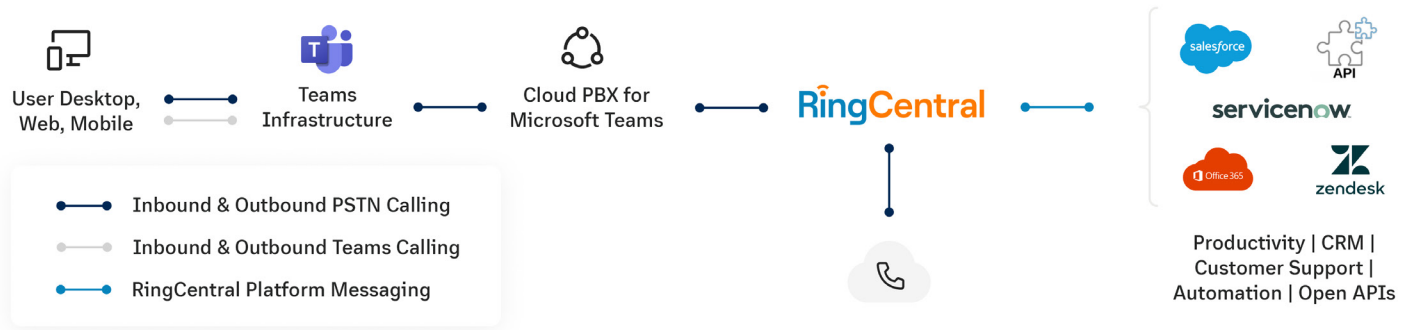 User Desktop,
Web, Mobile
T
Teams
Infrastructure
Cloud PBX for
Microsoft Teams
RingCentral
salesforce
API
servicenow
Office 365
zendesk
Productivity | CRM |
Customer Support |
Automation | Open APIs
Inbound & Outbound PSTN Calling
Inbound & Outbound Teams Calling
RingCentral Platform Messaging